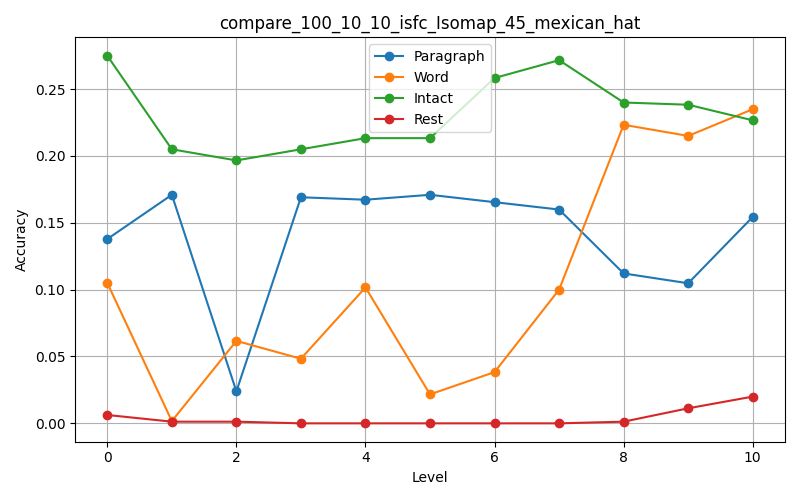 compare_100_10_10_isfc_Isomap_45_mexican_hat
Paragraph
Word
Intact
Rest
Accuracy
0.25
0.20
0.15
0.10
0.05
0.00
0 2 4 6 8 10
Level